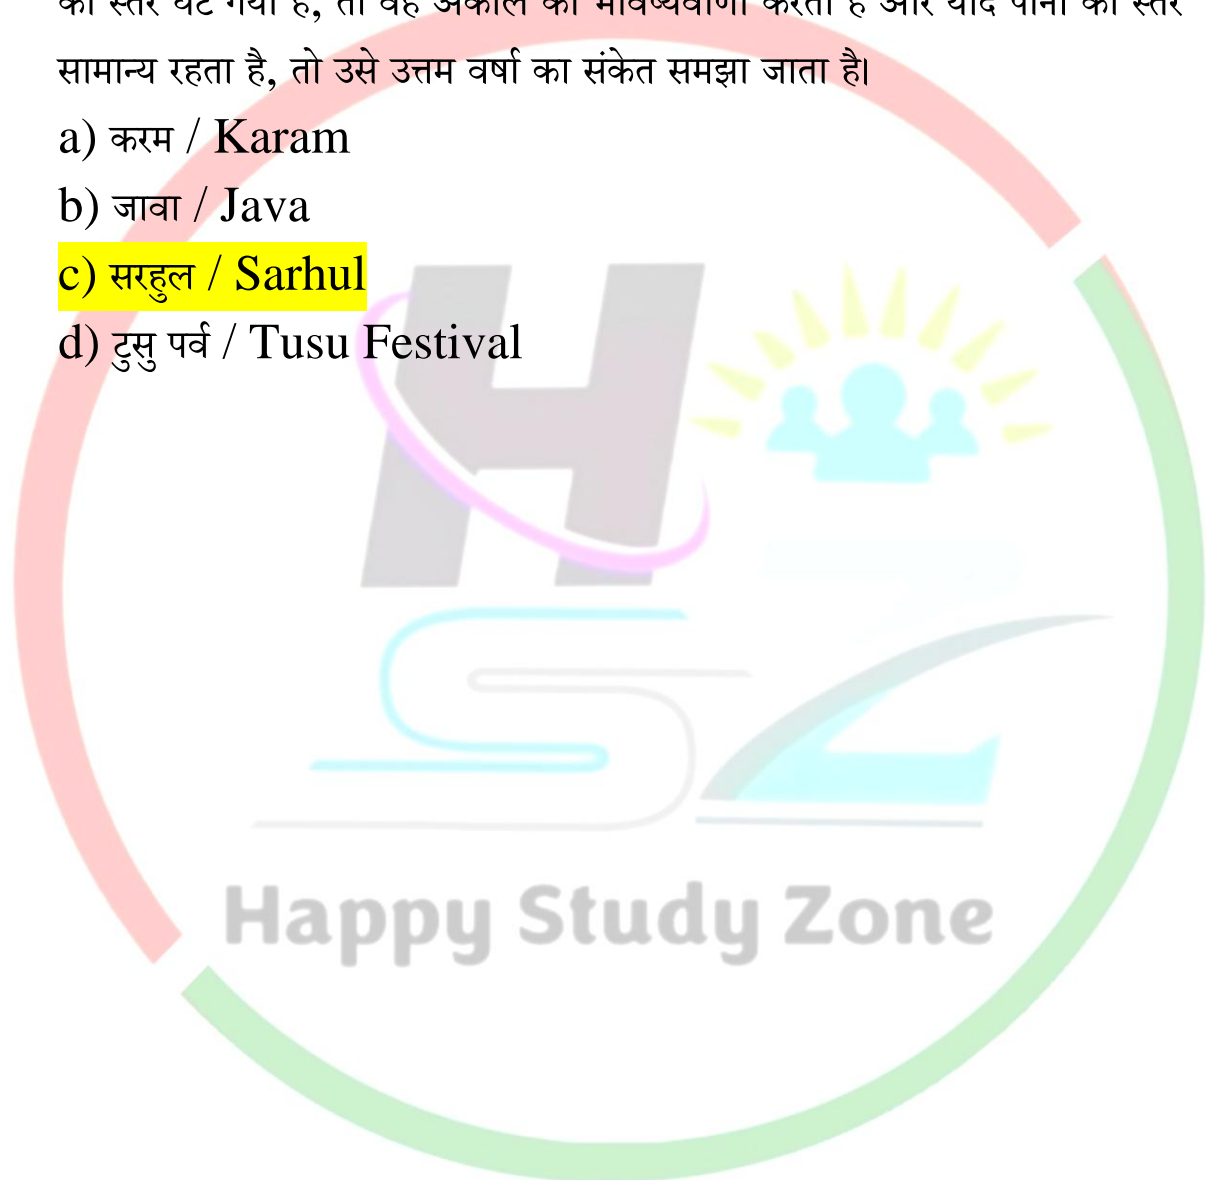 का स्तर घट गया है, तो वह अकाल की भविष्यवाणी करता है और यदि पानी का स्तर
सामान्य रहता है, तो उसे उत्तम वर्षा का संकेत समझा जाता है।
a) करम / Karam
b) जावा / Java
c) सरहुल / Sarhul
d) टुसु पर्व / Tusu Festival
HSZ
Happy Study Zone